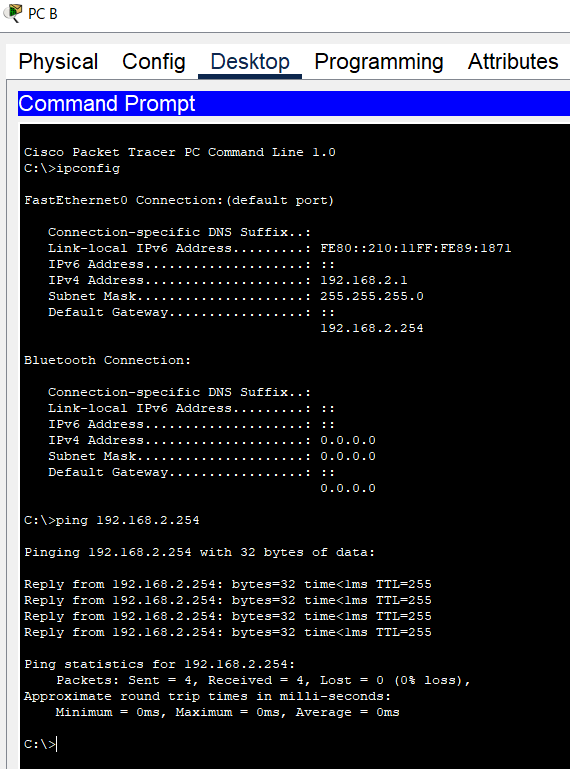 PC B
Physical Config Desktop Programming Attributes
Command Prompt
Cisco Packet Tracer PC Command Line 1.0
C:\>ipconfig
FastEthernet0 Connection:(default port)
Connection-specific DNS Suffix..:
Link-local IPv6 Address.........: FE80::210:11FF:FE89:1871
IPv6 Address....................: ::
IPv4 Address....................: 192.168.2.1
Subnet Mask.....................: 255.255.255.0
Default Gateway.................: ::
192.168.2.254
Bluetooth Connection:
Connection-specific DNS Suffix..:
Link-local IPv6 Address.........: ::
IPv6 Address....................: ::
IPv4 Address....................: 0.0.0.0
Subnet Mask.....................: 0.0.0.0
Default Gateway.................: ::
0.0.0.0
C:\>ping 192.168.2.254
Pinging 192.168.2.254 with 32 bytes of data:
Reply from 192.168.2.254: bytes=32 time<1ms TTL=255
Reply from 192.168.2.254: bytes=32 time<1ms TTL=255
Reply from 192.168.2.254: bytes=32 time<1ms TTL=255
Reply from 192.168.2.254: bytes=32 time<1ms TTL=255
Ping statistics for 192.168.2.254:
Packets: Sent = 4, Received = 4, Lost = 0 (0% loss),
Approximate round trip times in milli-seconds:
Minimum = 0ms, Maximum = 0ms, Average = 0ms
C:\>